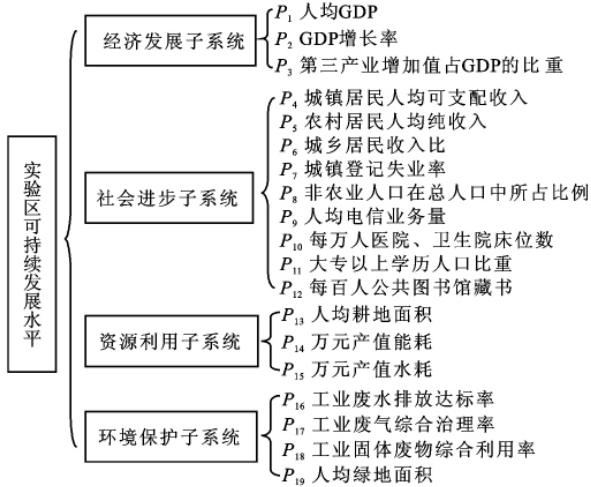 实验区可持续发展水平
经济发展子系统
P1 人均GDP
P2 GDP增长率
P3 第三产业增加值占GDP的比重
社会进步子系统
P4 城镇居民人均可支配收入
P5 农村居民人均纯收入
P6 城乡居民收入比
P7 城镇登记失业率
P8 非农业人口在总人口中所占比例
P9 人均电信业务量
P10 每万人医院、卫生院床位数
P11 大专以上学历人口比重
P12 每百人公共图书馆藏书
资源利用子系统
P13 人均耕地面积
P14 万元产值能耗
P15 万元产值水耗
环境保护子系统
P16 工业废水排放达标率
P17 工业废气综合治理率
P18 工业固体废物综合利用率
P19 人均绿地面积